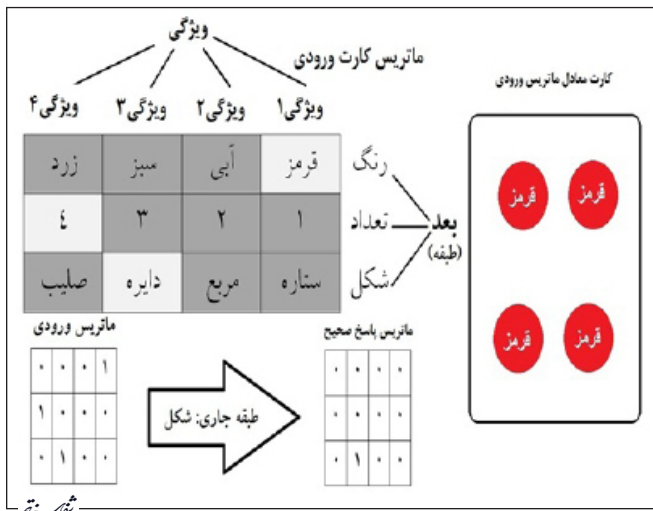 ویژگی
ماتریس کارت ورودی
ویژگی۱ ویژگی۲ ویژگی۳ ویژگی۴
رنگ قرمز آبی سبز زرد
تعداد ۱ ۲ ۳ ۴
شکل ستاره مربع دایره صلیب
بعد
(طبقه)
کارت معادل ماتریس ورودی
قرمز قرمز
قرمز قرمز
ماتریس ورودی
۰ ۰ ۰ ۱
۱ ۰ ۰ ۰
۰ ۱ ۰ ۰
طبقه جاری: شکل
ماتریس پاسخ صحیح
۰ ۰ ۰ ۰
۰ ۰ ۰ ۰
۰ ۱ ۰ ۰